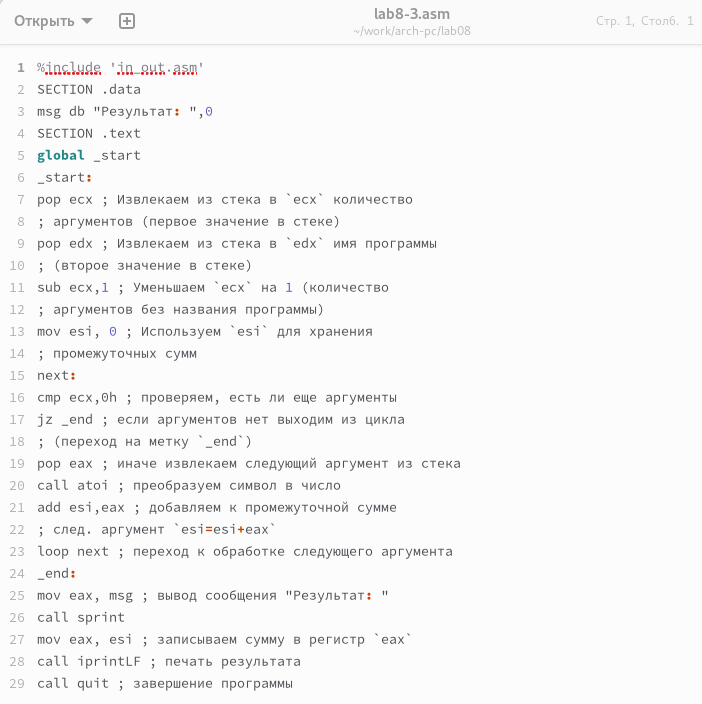 Открыть
lab8-3.asm
~/work/arch-pc/lab08
Стр. 1, Столб. 1
1 %include 'in_out.asm'
2 SECTION .data
3 msg db "Результат: ",0
4 SECTION .text
5 global _start
6 _start:
7 pop ecx ; Извлекаем из стека в `ecx` количество
8 ; аргументов (первое значение в стеке)
9 pop edx ; Извлекаем из стека в `edx` имя программы
10 ; (второе значение в стеке)
11 sub ecx,1 ; Уменьшаем `ecx` на 1 (количество
12 ; аргументов без названия программы)
13 mov esi, 0 ; Используем `esi` для хранения
14 ; промежуточных сумм
15 next:
16 cmp ecx,0h ; проверяем, есть ли еще аргументы
17 jz _end ; если аргументов нет выходим из цикла
18 ; (переход на метку `_end`)
19 pop eax ; иначе извлекаем следующий аргумент из стека
20 call atoi ; преобразуем символ в число
21 add esi,eax ; добавляем к промежуточной сумме
22 ; след. аргумент `esi=esi+eax`
23 loop next ; переход к обработке следующего аргумента
24 _end:
25 mov eax, msg ; вывод сообщения "Результат: "
26 call sprint
27 mov eax, esi ; записываем сумму в регистр `eax`
28 call iprintLF ; печать результата
29 call quit ; завершение программы